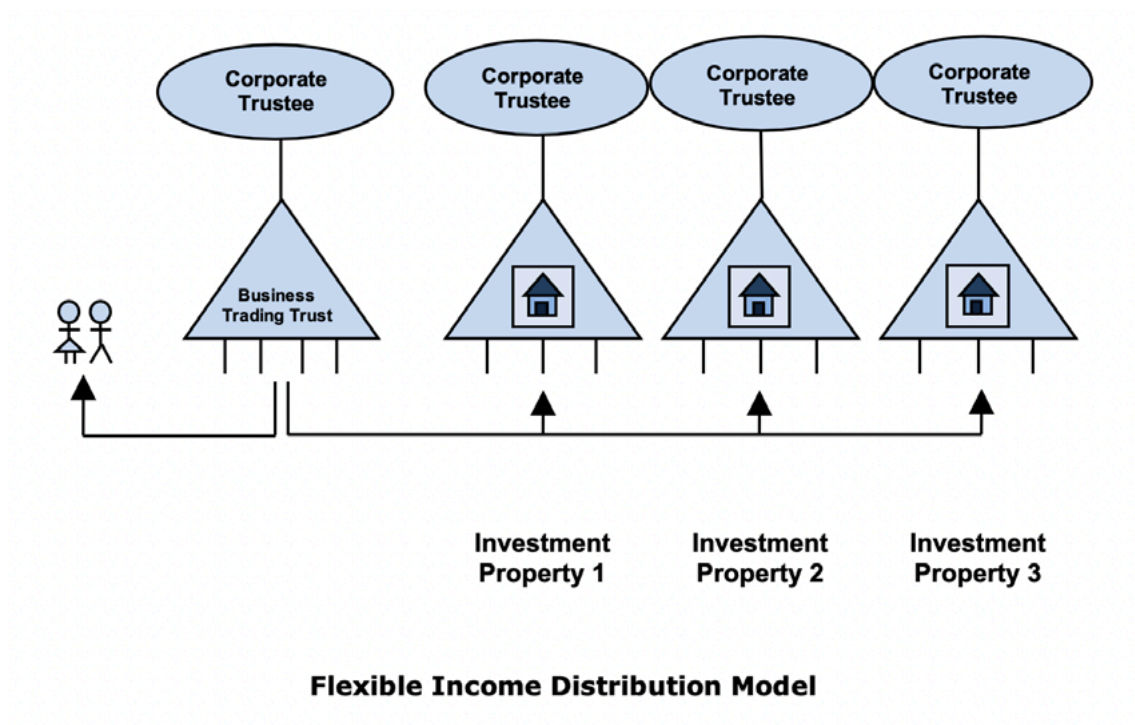 Corporate
Trustee
Corporate
Trustee
Corporate
Trustee
Corporate
Trustee
Business
Trading Trust
Investment
Property 1
Investment
Property 2
Investment
Property 3
Flexible Income Distribution Model